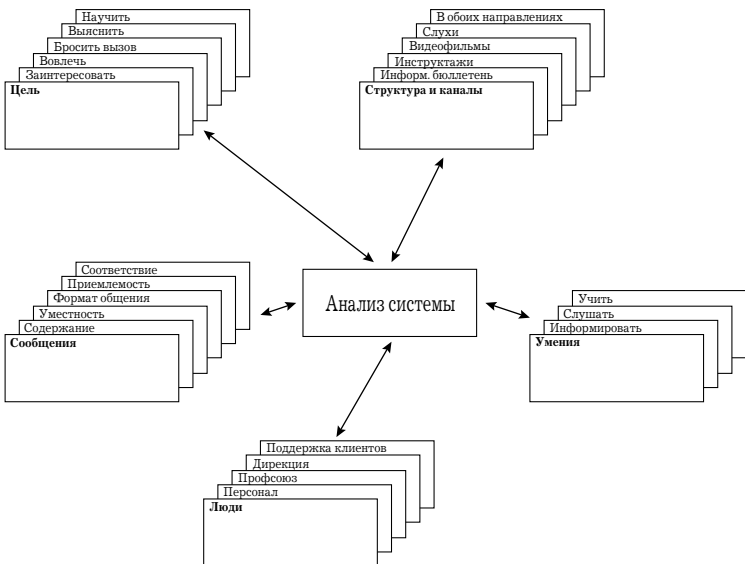 Научить
Выяснить
Бросить вызов
Вовлечь
Заинтересовать
Цель
В обоих направлениях
Слухи
Видеофильмы
Инструктажи
Информ. бюллетень
Структура и каналы
Соответствие
Приемлемость
Формат общения
Уместность
Содержание
Сообщения
Анализ системы
Учить
Слушать
Информировать
Умения
Поддержка клиентов
Дирекция
Профсоюз
Персонал
Люди